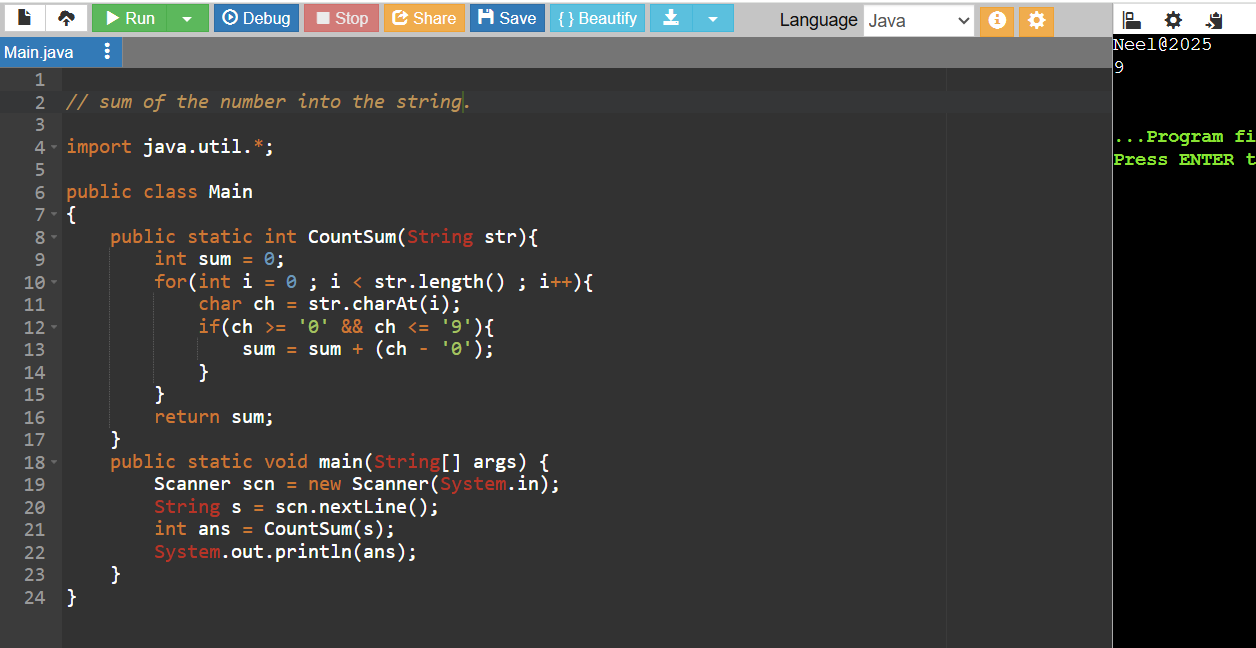 Run Debug Stop Share Save { } Beautify Language Java
Main.java
1
2 // sum of the number into the string.
3
4 import java.util.*;
5
6 public class Main
7 {
8 public static int CountSum(String str){
9 int sum = 0;
10 for(int i = 0 ; i < str.length() ; i++){
11 char ch = str.charAt(i);
12 if(ch >= '0' && ch <= '9'){
13 sum = sum + (ch - '0');
14 }
15 }
16 return sum;
17 }
18 public static void main(String[] args) {
19 Scanner scn = new Scanner(System.in);
20 String s = scn.nextLine();
21 int ans = CountSum(s);
22 System.out.println(ans);
23 }
24 }
Neel@2025
9
...Program fi
Press ENTER t